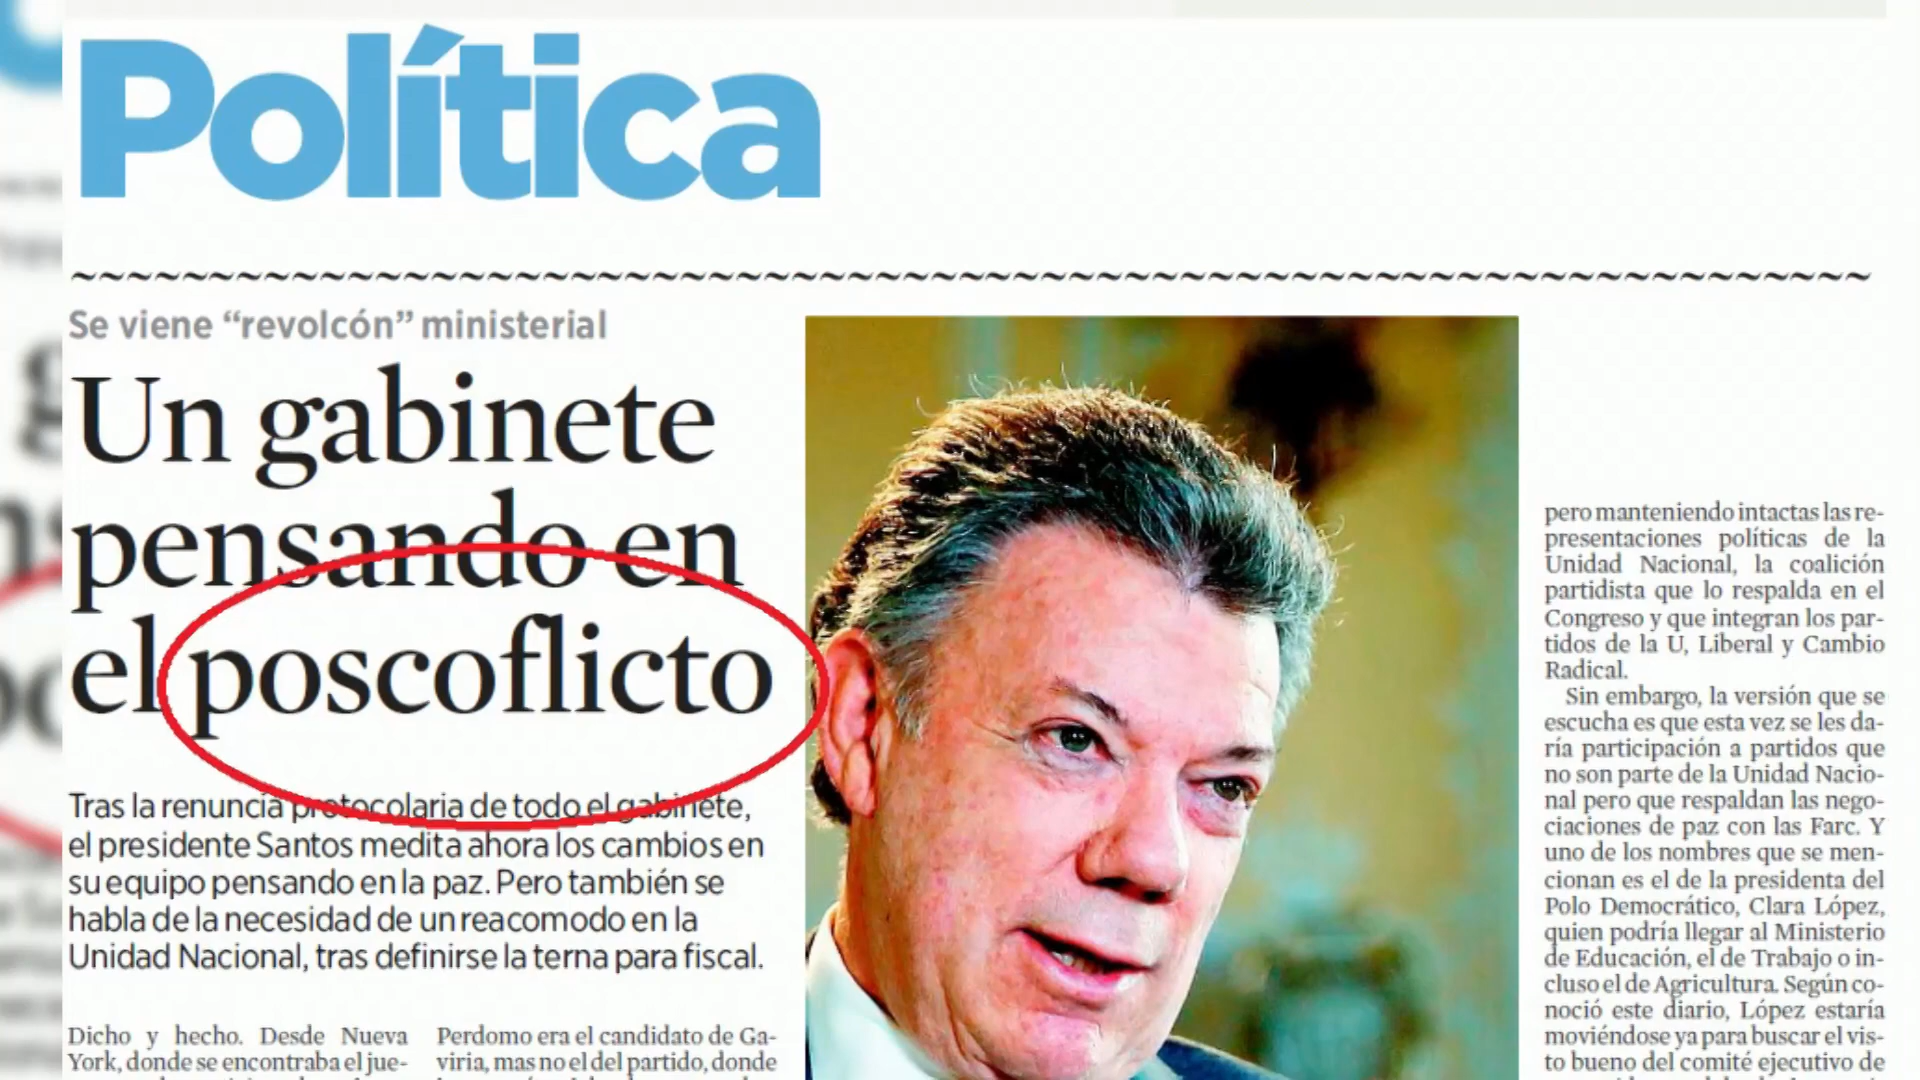 Política
Se viene “revolcón” ministerial
Un gabinete
pensando en
el poscoflicto
Tras la renuncia protocolaria de todo el gabinete,
el presidente Santos medita ahora los cambios en
su equipo pensando en la paz. Pero también se
habla de la necesidad de un reacomodo en la
Unidad Nacional, tras definirse la terna para fiscal.
Dicho y hecho. Desde Nueva
York, donde se encontraba el jue-
Perdomo era el candidato de Ga-
viria, mas no el del partido, donde
pero manteniendo intactas las re-
presentaciones políticas de la
Unidad Nacional, la coalición
partidista que lo respalda en el
Congreso y que integran los par-
tidos de la U, Liberal y Cambio
Radical.
Sin embargo, la versión que se
escucha es que esta vez se les da-
ría participación a partidos que
no son parte de la Unidad Nacio-
nal pero que respaldan las nego-
ciaciones de paz con las Farc. Y
uno de los nombres que se men-
cionan es el de la presidenta del
Polo Democrático, Clara López,
quien podría llegar al Ministerio
de Educación, el de Trabajo o in-
cluso el de Agricultura. Según co-
noció este diario, López estaría
moviéndose ya para buscar el vis-
to bueno del comité ejecutivo de